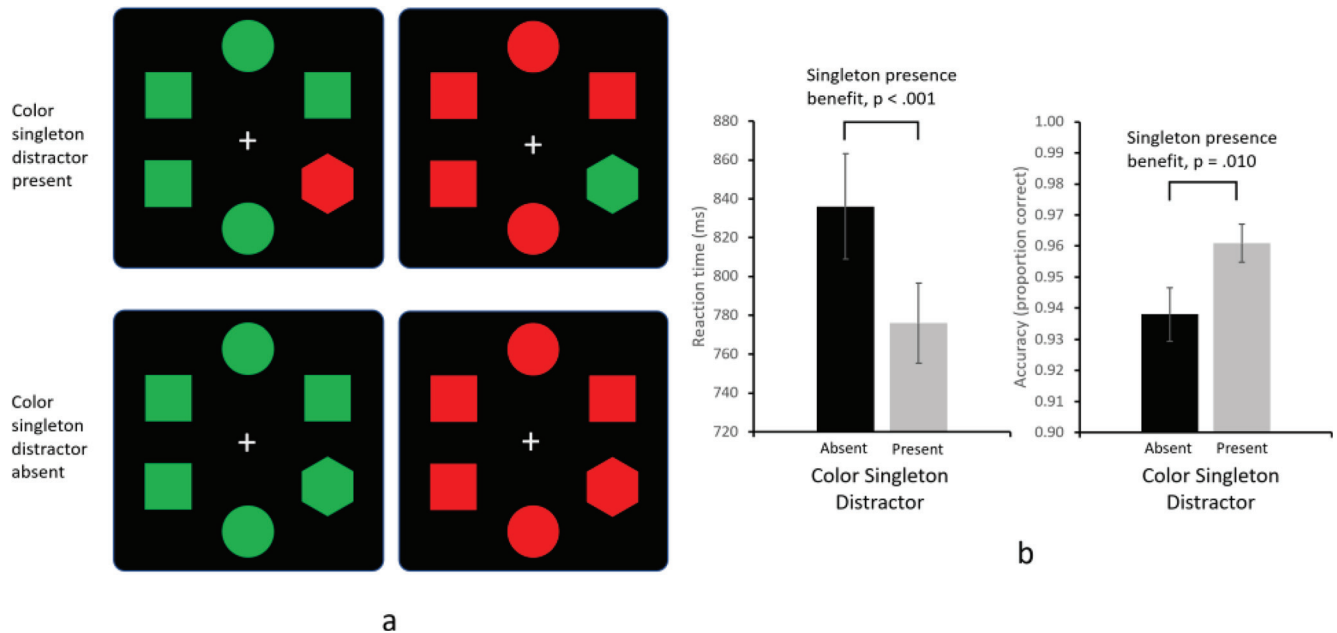 Color
singleton
distractor
present
+
+
Color
singleton
distractor
absent
+
+
a
Singleton presence
benefit, p < .001
Reaction time (ms)
880
860
840
820
800
780
760
740
720
Absent
Present
Color Singleton
Distractor
Singleton presence
benefit, p = .010
Accuracy (proportion correct)
1.00
0.99
0.98
0.97
0.96
0.95
0.94
0.93
0.92
0.91
0.90
Absent
Present
Color Singleton
Distractor
b